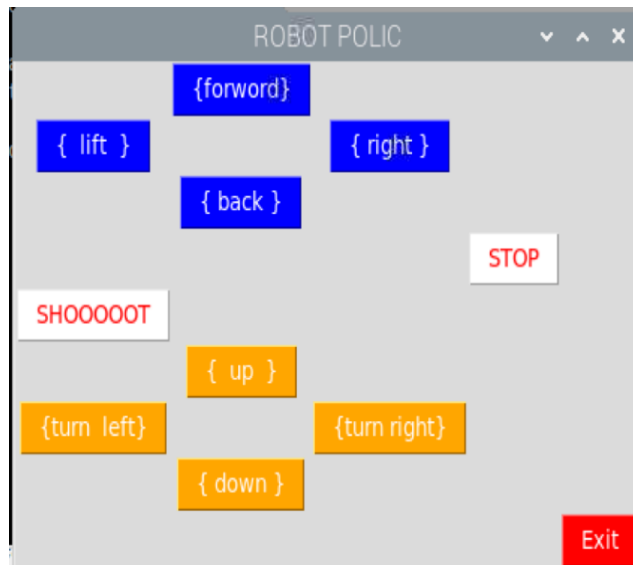 ROBOT POLIC
{forword}
{ lift } { right }
{ back }
STOP
SHOOOOOT
{ up }
{turn left} {turn right}
{ down }
Exit